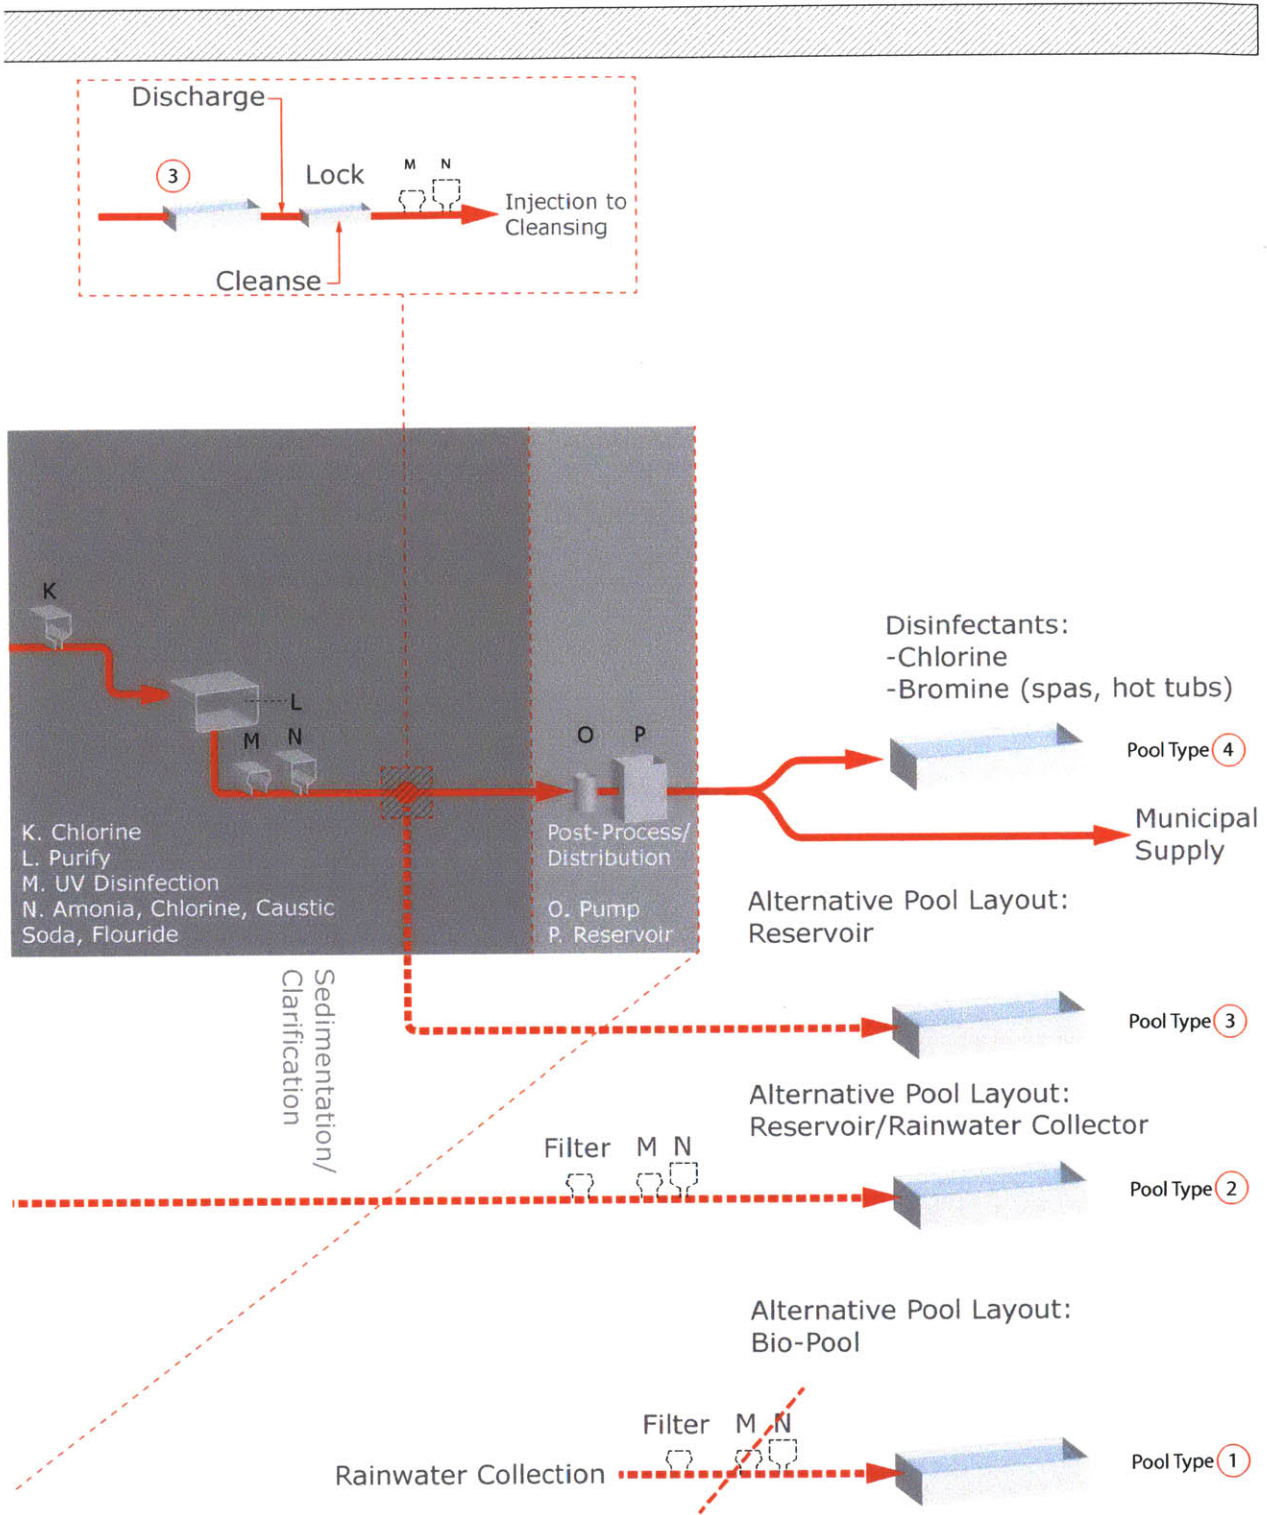 Discharge
3
Lock
M
N
Injection to
Cleansing
Cleanse
K
L
M
N
O
P
K. Chlorine
L. Purify
M. UV Disinfection
N. Amonia, Chlorine, Caustic
Soda, Flouride
Post-Process/
Distribution
O. Pump
P. Reservoir
Disinfectants:
-Chlorine
-Bromine (spas, hot tubs)
Pool Type 4
Municipal
Supply
Alternative Pool Layout:
Reservoir
Pool Type 3
Sedimentation/
Clarification
Alternative Pool Layout:
Reservoir/Rainwater Collector
Filter
M
N
Pool Type 2
Alternative Pool Layout:
Bio-Pool
Filter
M
N
Rainwater Collection
Pool Type 1